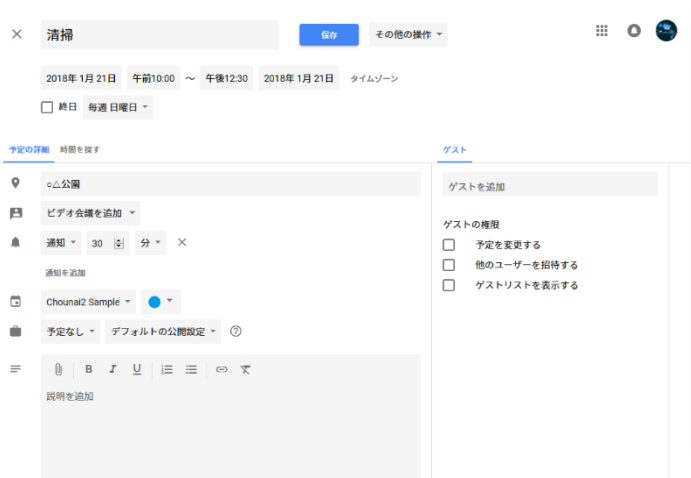 清掃
保存
その他の操作
2018年 1月 21日 午前10:00 ～ 午後12:30 2018年 1月 21日 タイムゾーン
終日 毎週 日曜日
予定の詳細 時間を探す
ゲスト
○△公園
ゲストを追加
ビデオ会議を追加
ゲストの権限
通知 30 分
予定を変更する
他のユーザーを招待する
通知を追加
ゲストリストを表示する
Chounai2 Sample
予定なし デフォルトの公開設定
B I U
説明を追加